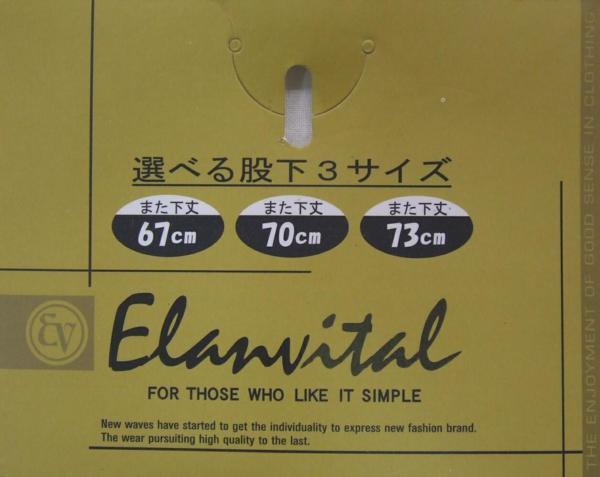 選べる股下３サイズ
また下丈
67cm
また下丈
70cm
また下丈
73cm
EV
Elanvital
FOR THOSE WHO LIKE IT SIMPLE
New waves have started to get the individuality to express new fashion brand.
The wear pursuiting high quality to the last.
THE ENJOYMENT OF GOOD SENSE IN CLOTHING